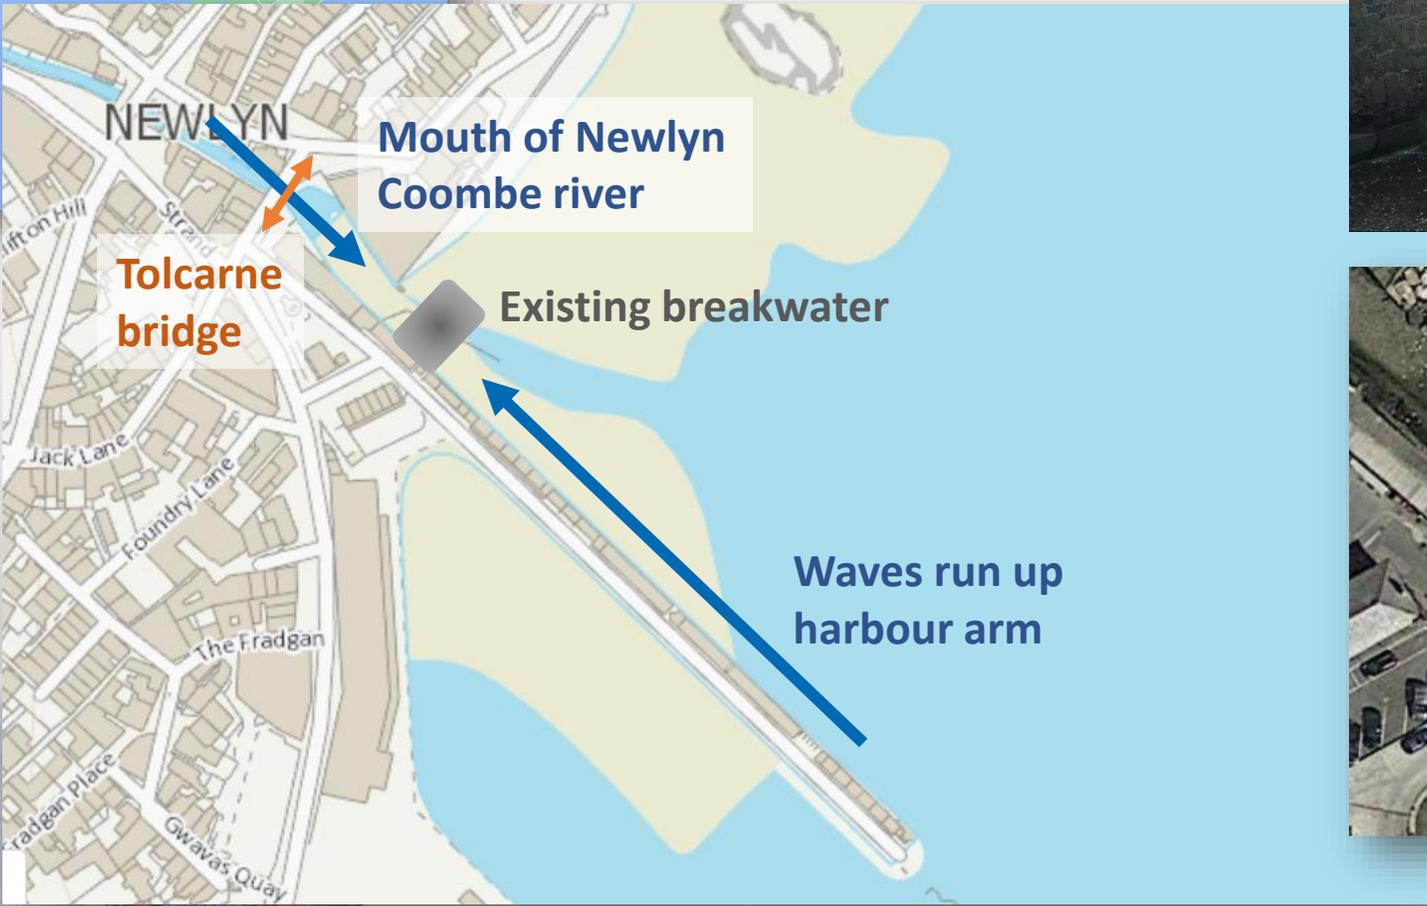 NEWLYN
Mouth of Newlyn
Coombe river
lifton Hill
Strand
Tolcarne
bridge
Existing breakwater
Jack Lane
Foundry Lane
Waves run up
harbour arm
The Fradgan
Fradgan Place
Gwavas Quay